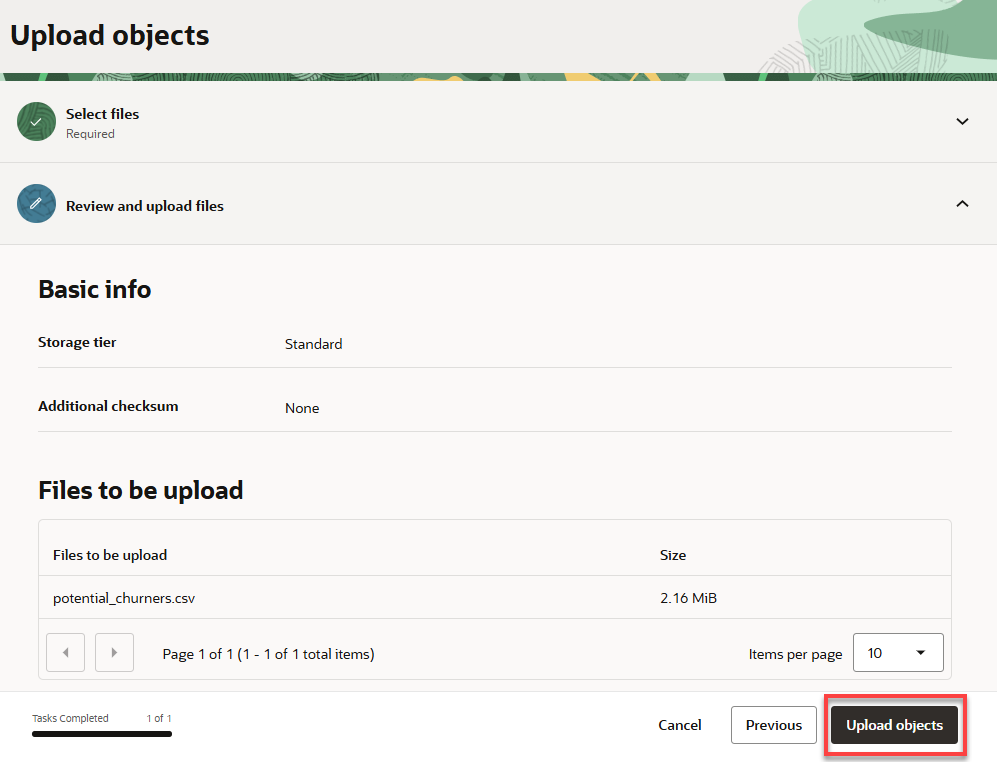 Upload objects
Select files
Required
Review and upload files
Basic info
Storage tier Standard
Additional checksum None
Files to be upload
Files to be upload Size
potential_churners.csv 2.16 MiB
Page 1 of 1 (1 - 1 of 1 total items) Items per page 10
Tasks Completed 1 of 1 Cancel Previous Upload objects